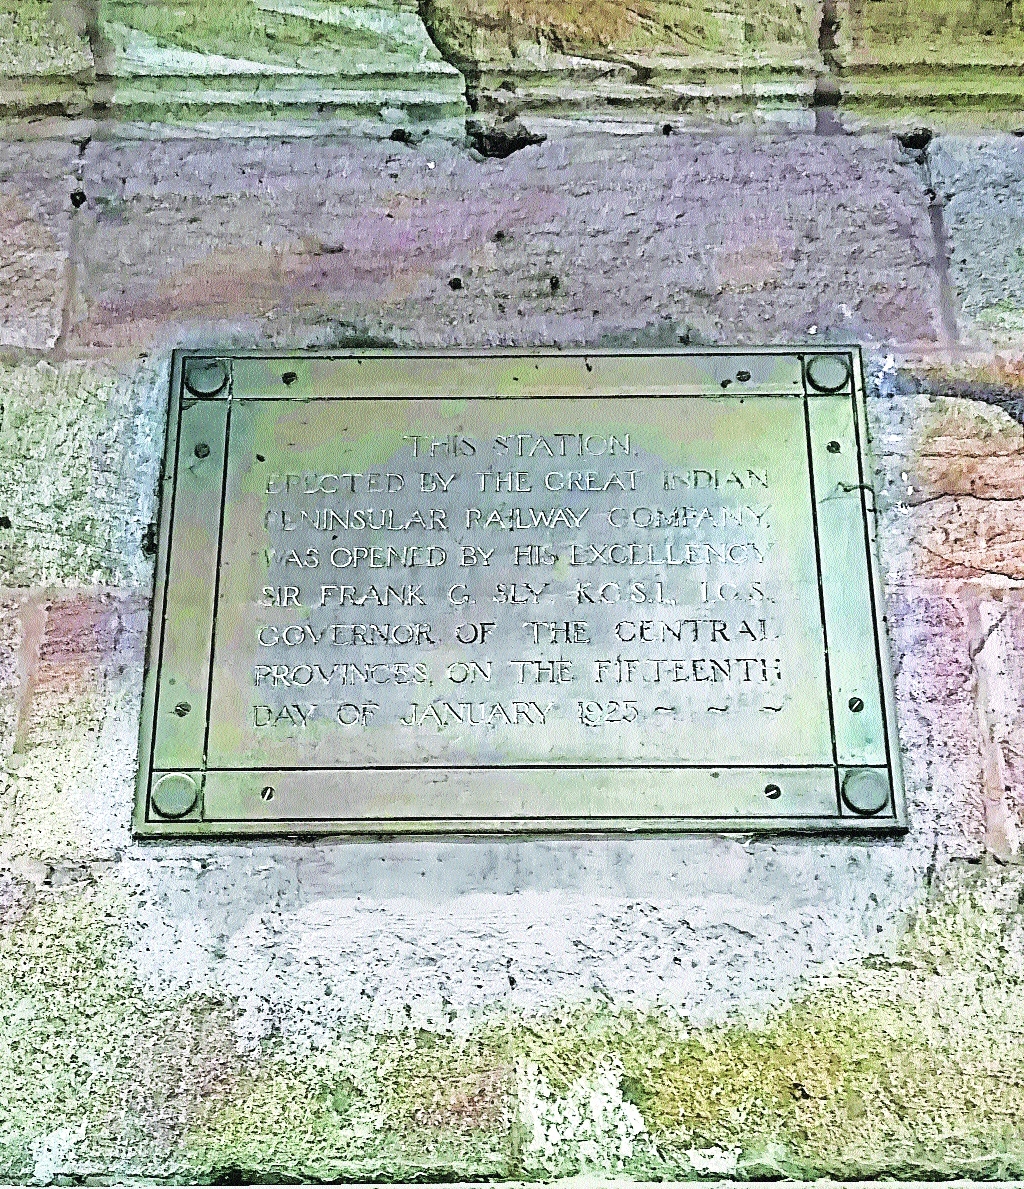 THIS STATION.
ERECTED BY THE GREAT INDIAN
PENINSULAR RAILWAY COMPANY,
WAS OPENED BY HIS EXCELLENCY
SIR FRANK G. SLY. K.C.S.I., I.C.S.
GOVERNOR OF THE CENTRAL
PROVINCES, ON THE FIFTEENTH
DAY OF JANUARY 1925. ~ ~ ~